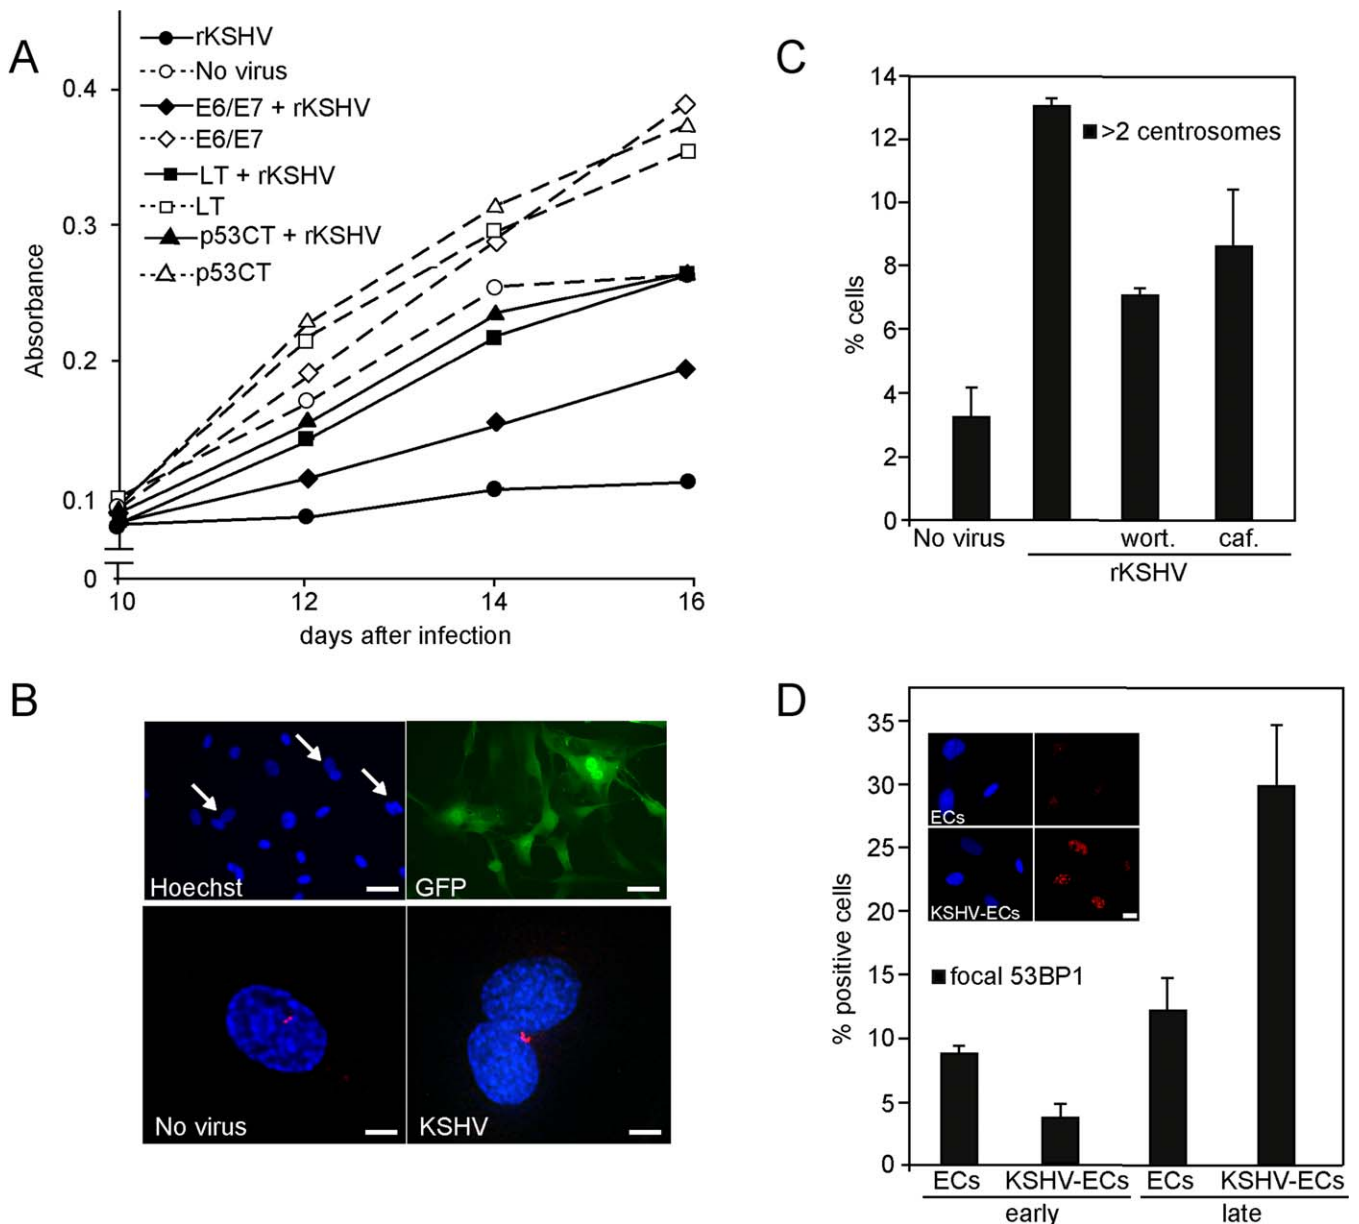 A
rKSHV
No virus
E6/E7 + rKSHV
E6/E7
LT + rKSHV
LT
p53CT + rKSHV
p53CT
0.4
0.3
0.2
0.1
0
Absorbance
10 12 14 16
days after infection
B
Hoechst
GFP
No virus
KSHV
C
14
12
10
8
6
4
2
0
% cells
>2 centrosomes
No virus wort. caf.
rKSHV
D
35
30
25
20
15
10
5
0
% positive cells
ECs
KSHV-ECs
focal 53BP1
ECs KSHV-ECs ECs KSHV-ECs
early late